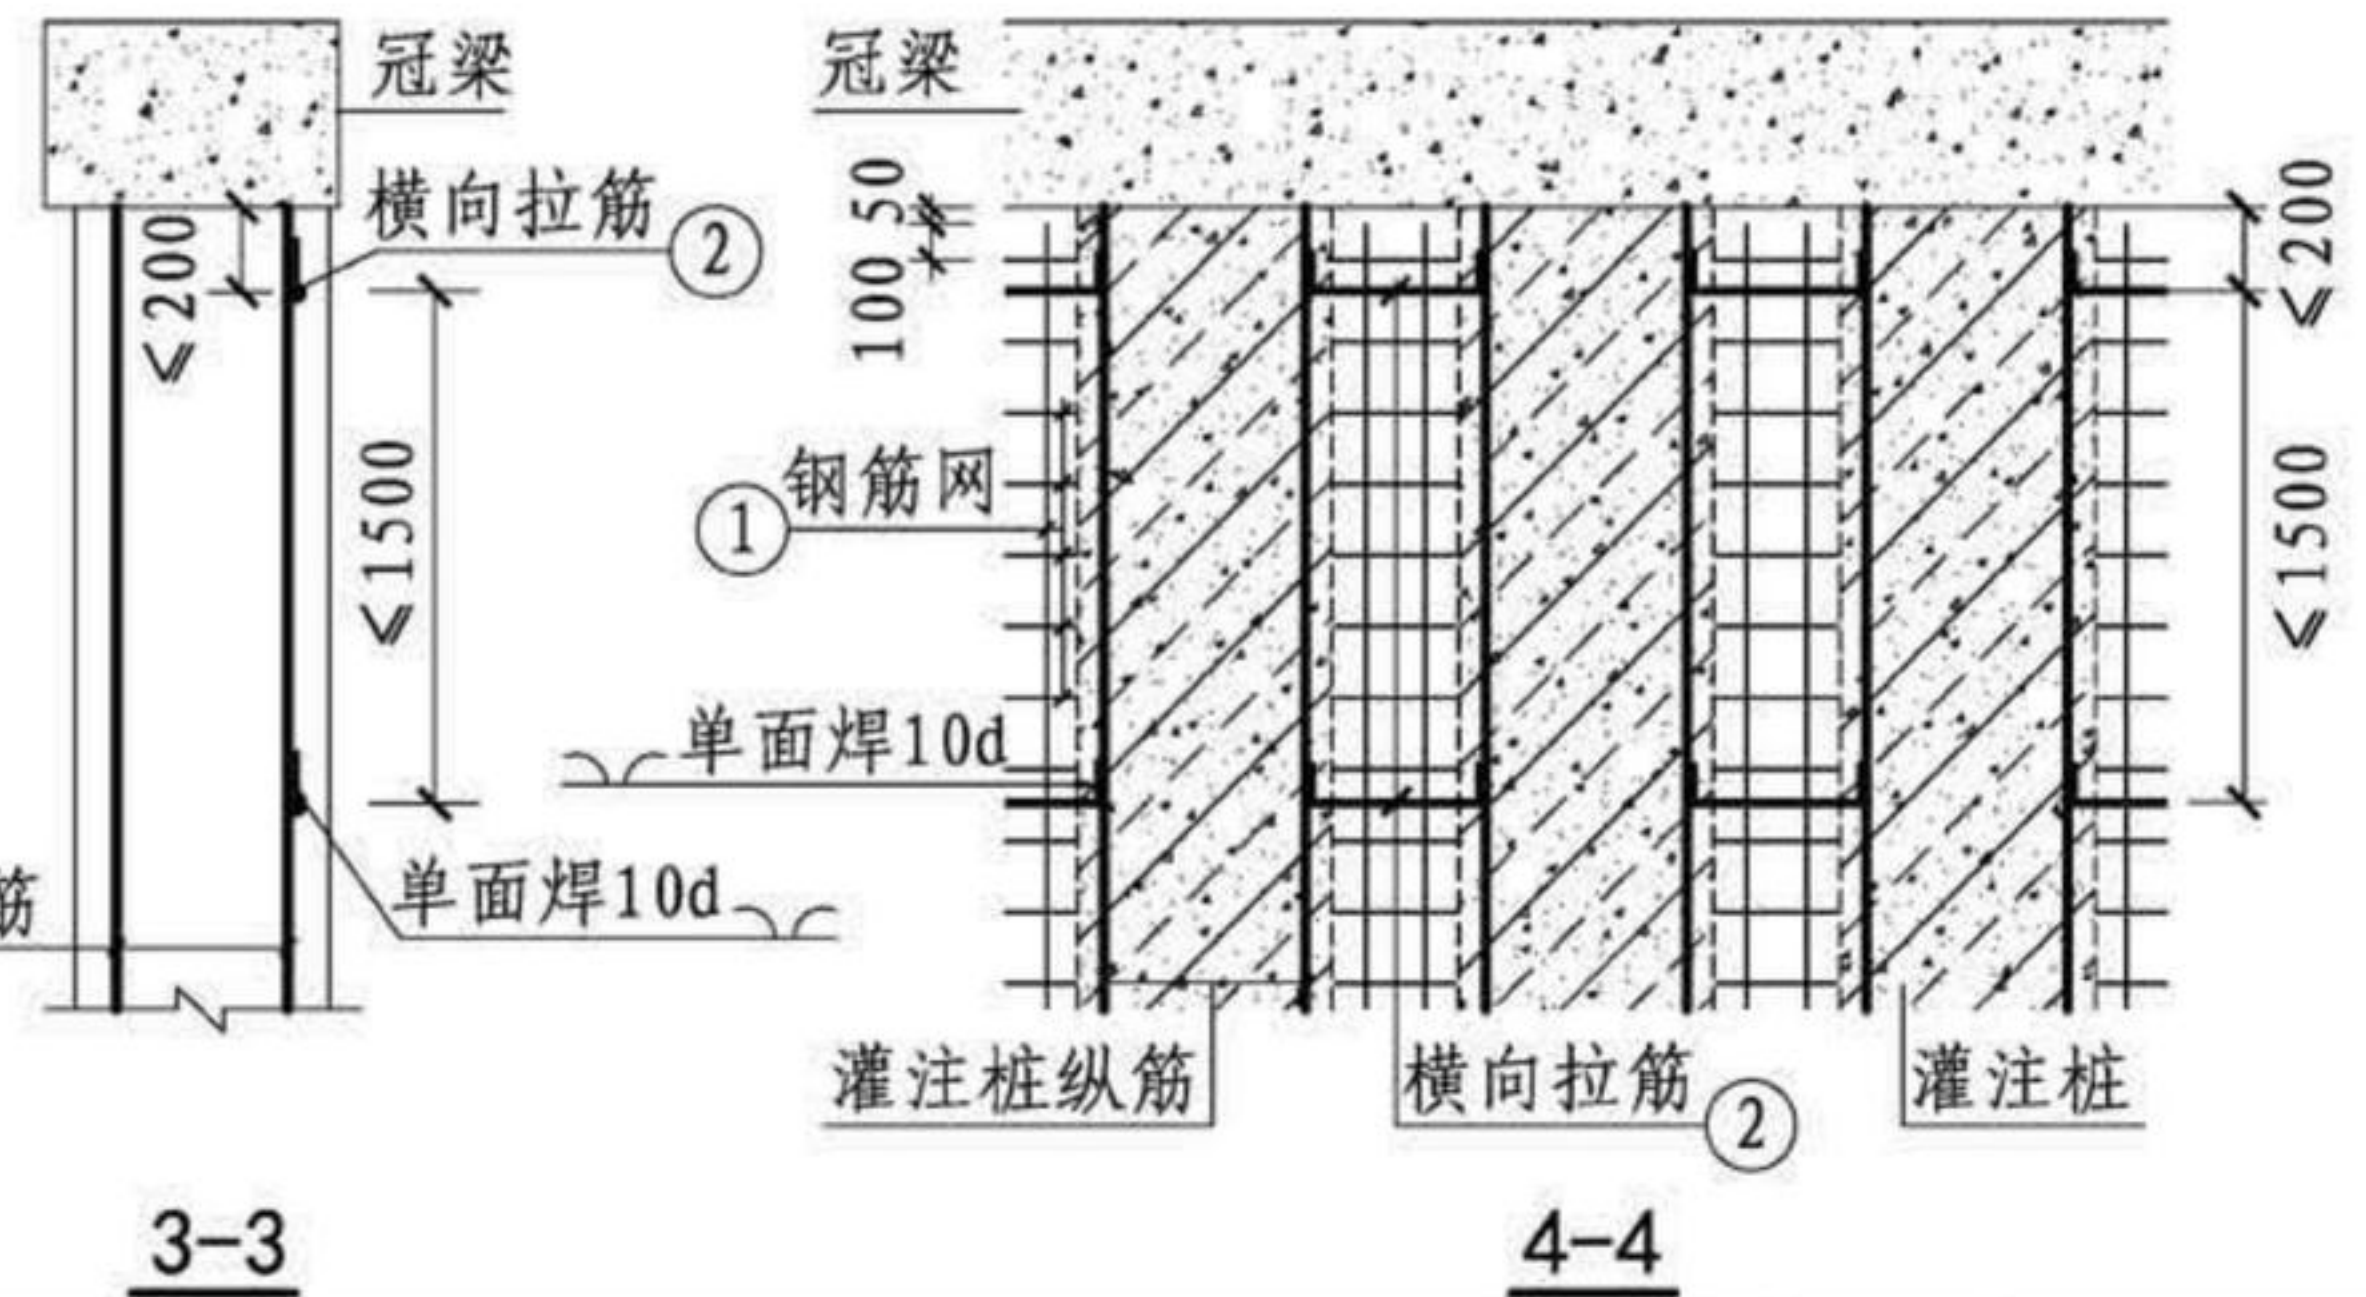 冠梁
横向拉筋 ②
≤200
≤1500
筋
单面焊10d
3-3
冠梁
50
100
① 钢筋网
单面焊10d
≤200
≤1500
灌注桩纵筋
横向拉筋 ②
灌注桩
4-4